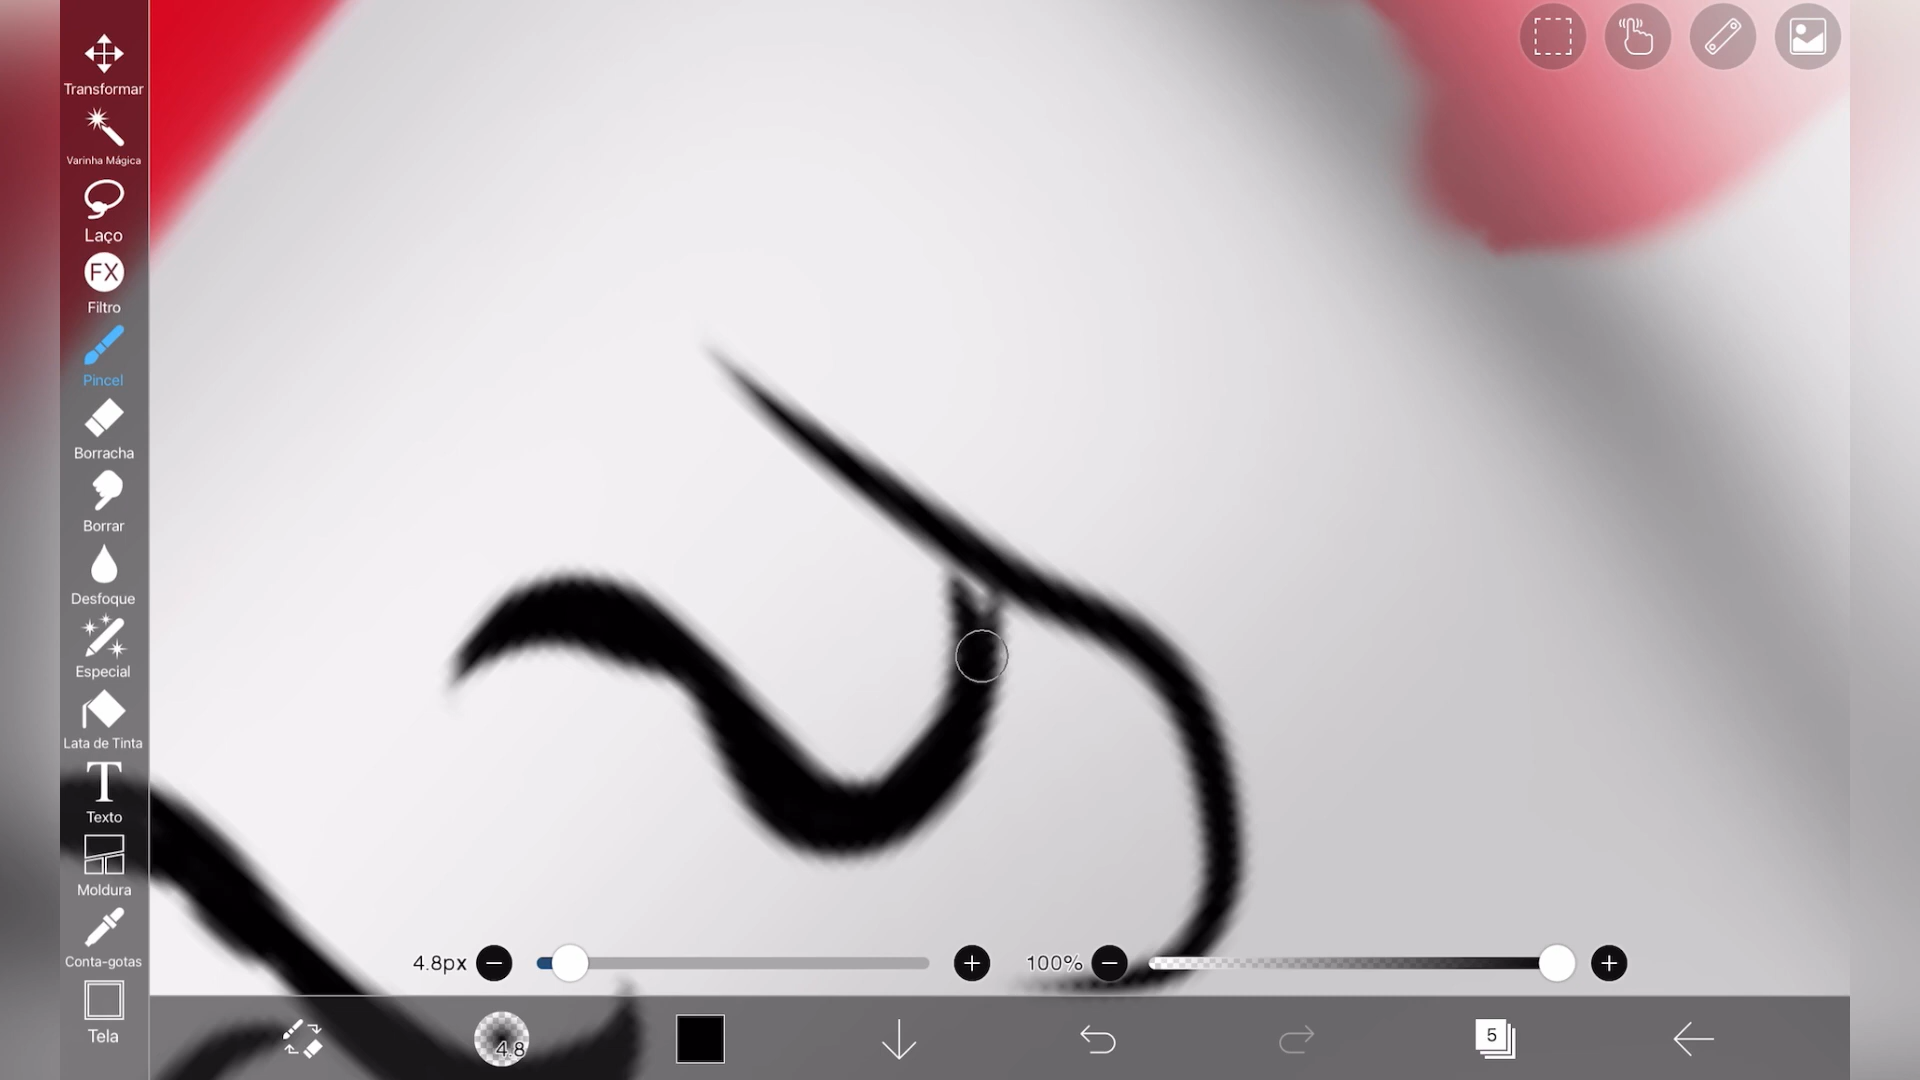 Transformar
Varinha Mágica
Laço
FX
Filtro
Pincel
Borracha
Borrar
Desfoque
Especial
Lata de Tinta
T
Texto
Moldura
Conta-gotas
Tela
4.8px
100%
4.8
5